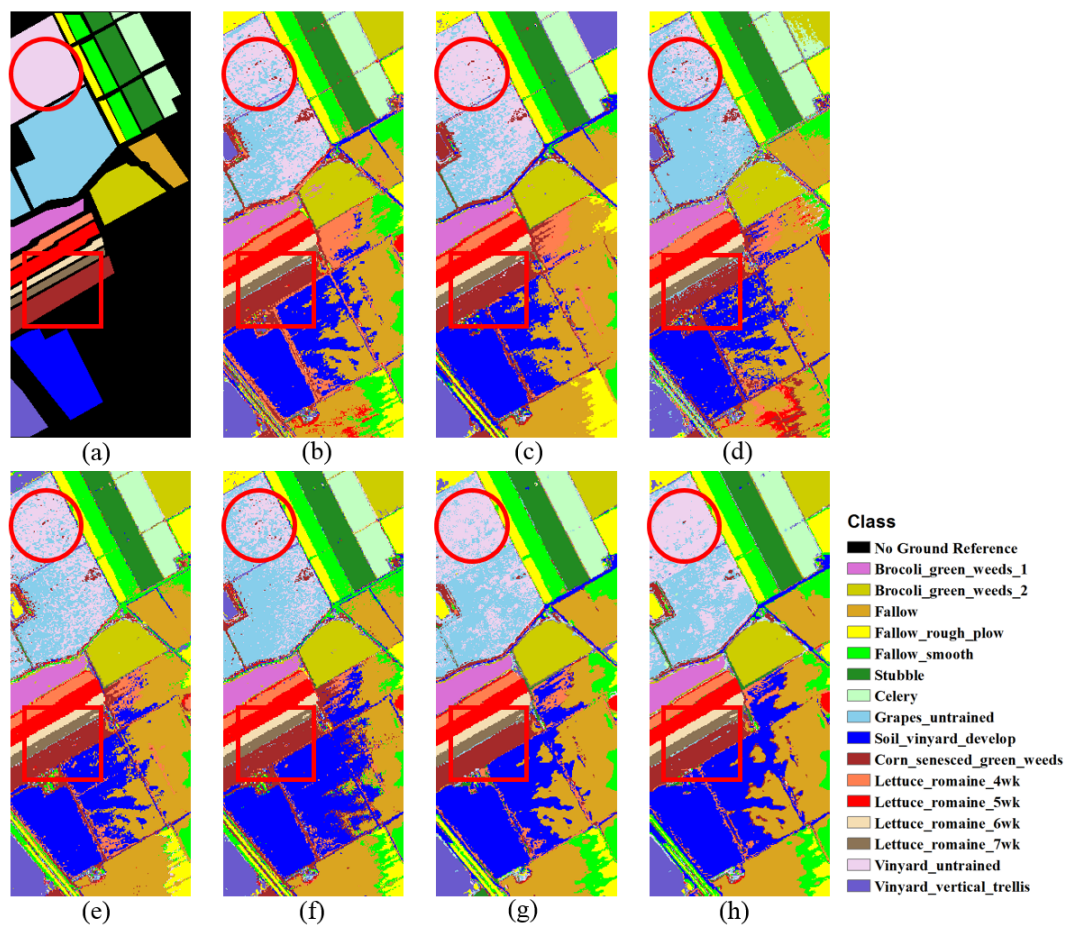 (a)
(b)
(c)
(d)
(e)
(f)
(g)
(h)
Class
No Ground Reference
Brocoli_green_weeds_1
Brocoli_green_weeds_2
Fallow
Fallow_rough_plow
Fallow_smooth
Stubble
Celery
Grapes_untrained
Soil_vinyard_develop
Corn_senesced_green_weeds
Lettuce_romaine_4wk
Lettuce_romaine_5wk
Lettuce_romaine_6wk
Lettuce_romaine_7wk
Vinyard_untrained
Vinyard_vertical_trellis